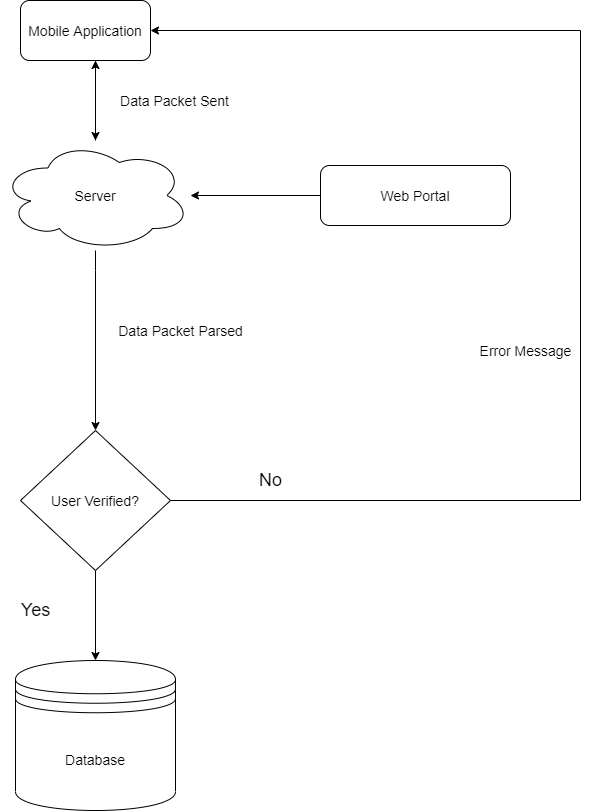 Mobile Application
Data Packet Sent
Server
Web Portal
Data Packet Parsed
Error Message
No
User Verified?
Yes
Database